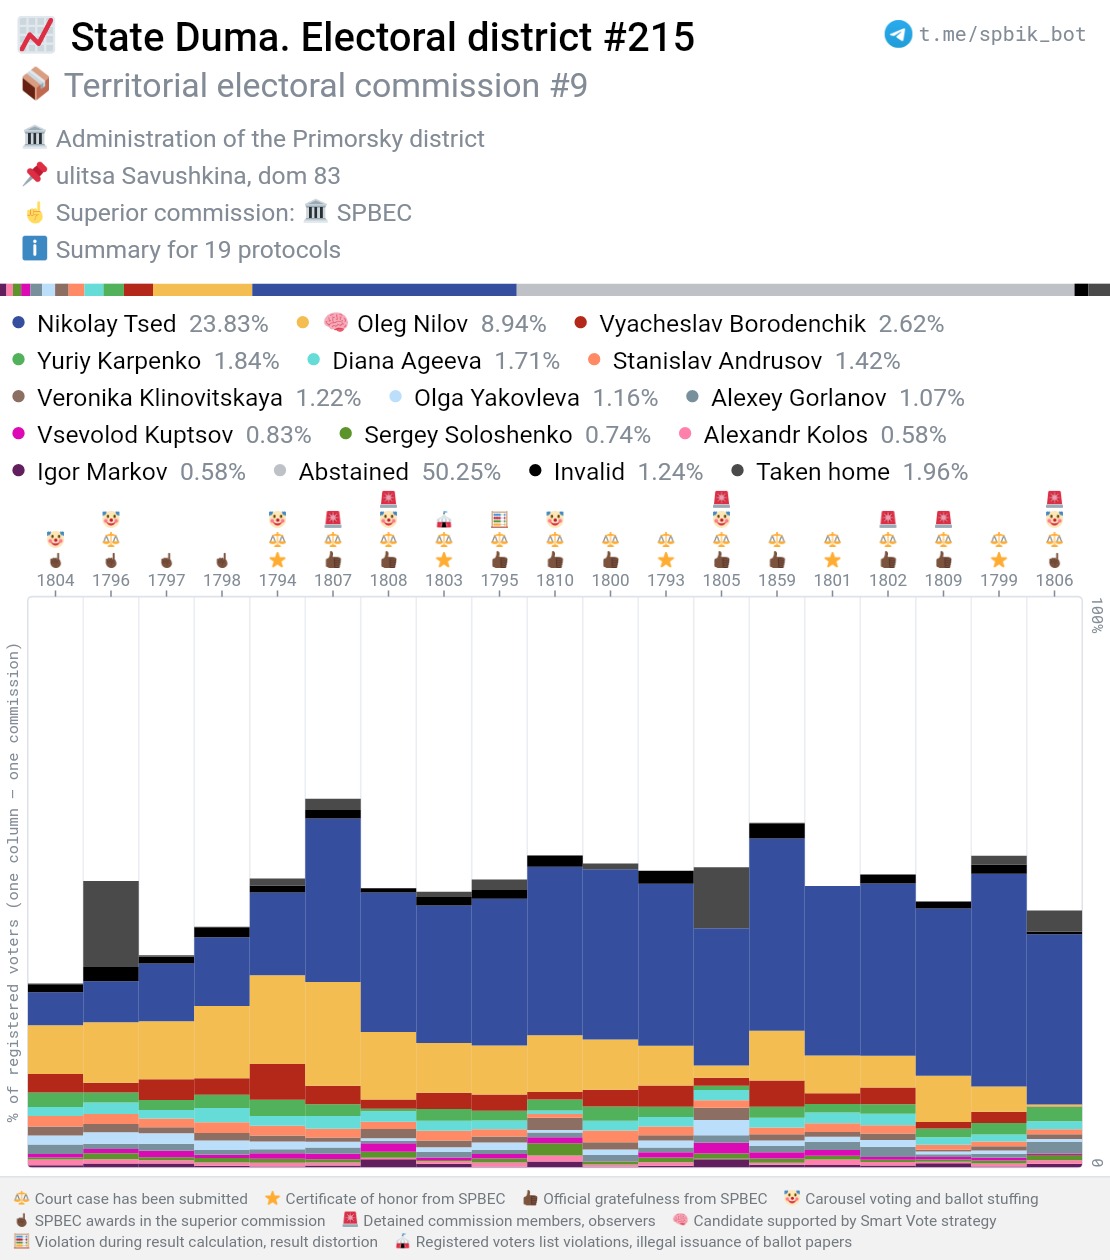 State Duma. Electoral district #215
t.me/spbik_bot
Territorial electoral commission #9
Administration of the Primorsky district
ulitsa Savushkina, dom 83
Superior commission: SPBEC
Summary for 19 protocols
Nikolay Tsed 23.83% Oleg Nilov 8.94% Vyacheslav Borodenchik 2.62%
Yuriy Karpenko 1.84% Diana Ageeva 1.71% Stanislav Andrusov 1.42%
Veronika Klinovitskaya 1.22% Olga Yakovleva 1.16% Alexey Gorlanov 1.07%
Vsevolod Kuptsov 0.83% Sergey Soloshenko 0.74% Alexandr Kolos 0.58%
Igor Markov 0.58% Abstained 50.25% Invalid 1.24% Taken home 1.96%
1804 1796 1797 1798 1794 1807 1808 1803 1795 1810 1800 1793 1805 1859 1801 1802 1809 1799 1806
100%
% of registered voters (one column – one commission)
0
Court case has been submitted Certificate of honor from SPBEC Official gratefulness from SPBEC Carousel voting and ballot stuffing
SPBEC awards in the superior commission Detained commission members, observers Candidate supported by Smart Vote strategy
Violation during result calculation, result distortion Registered voters list violations, illegal issuance of ballot papers